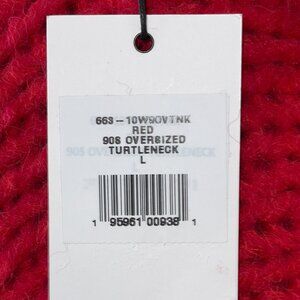 663-10W90VTNK
RED
90S OVERSIZED
TURTLENECK
L
1 95961 00938 1